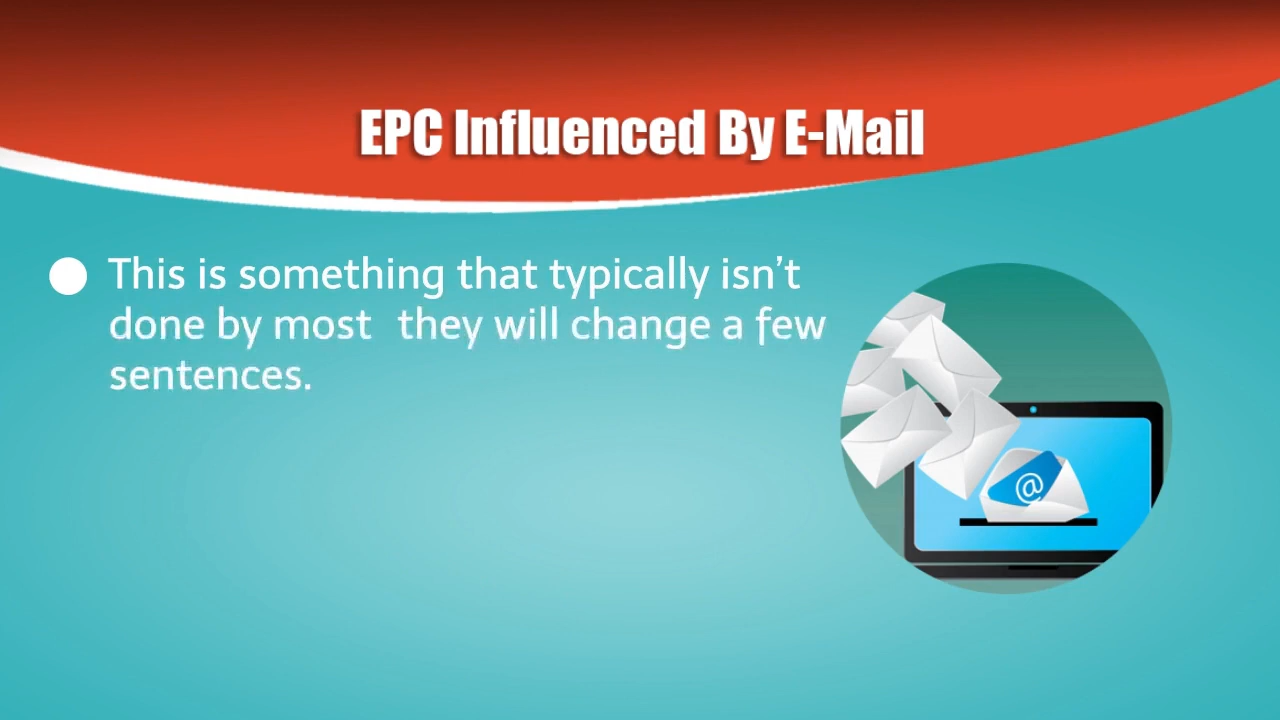 EPC Influenced By E-Mail
This is something that typically isn't
done by most they will change a few
sentences.
@